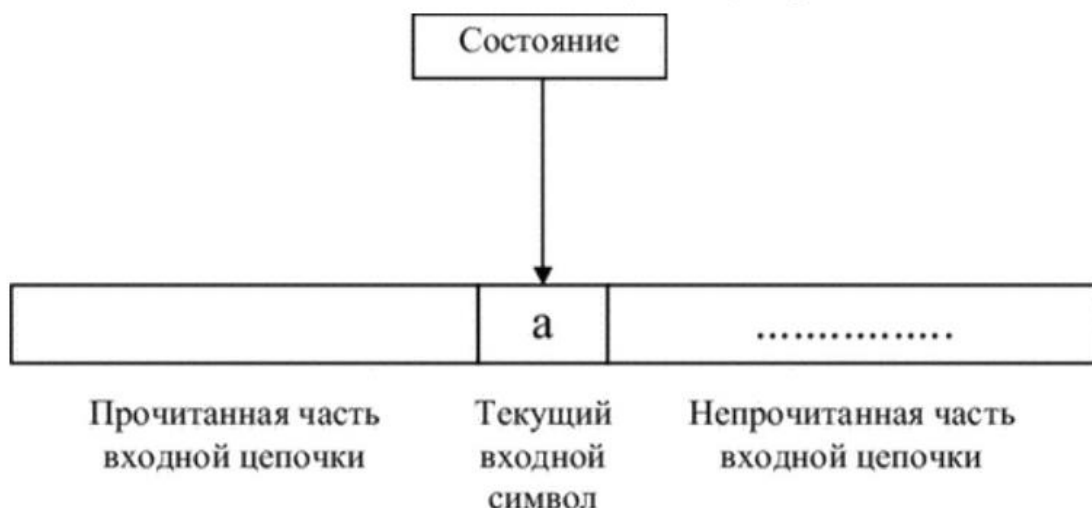 Состояние
а
................
Прочитанная часть
входной цепочки
Текущий
входной
символ
Непрочитанная часть
входной цепочки